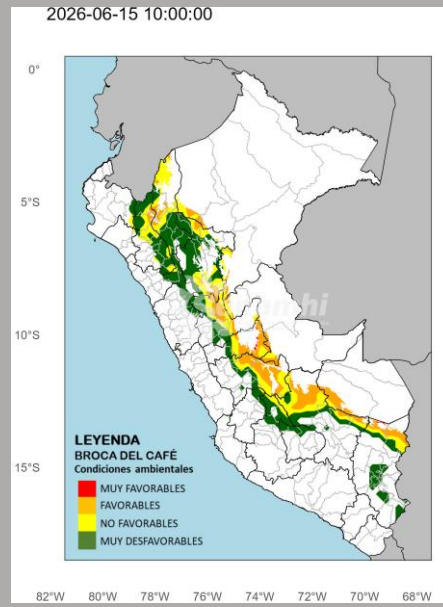 2026-06-15 10:00:00
0°
5°S
10°S
15°S
senamhi
LEYENDA
BROCA DEL CAFÉ
Condiciones ambientales
MUY FAVORABLES
FAVORABLES
NO FAVORABLES
MUY DESFAVORABLES
82°W 80°W 78°W 76°W 74°W 72°W 70°W 68°W